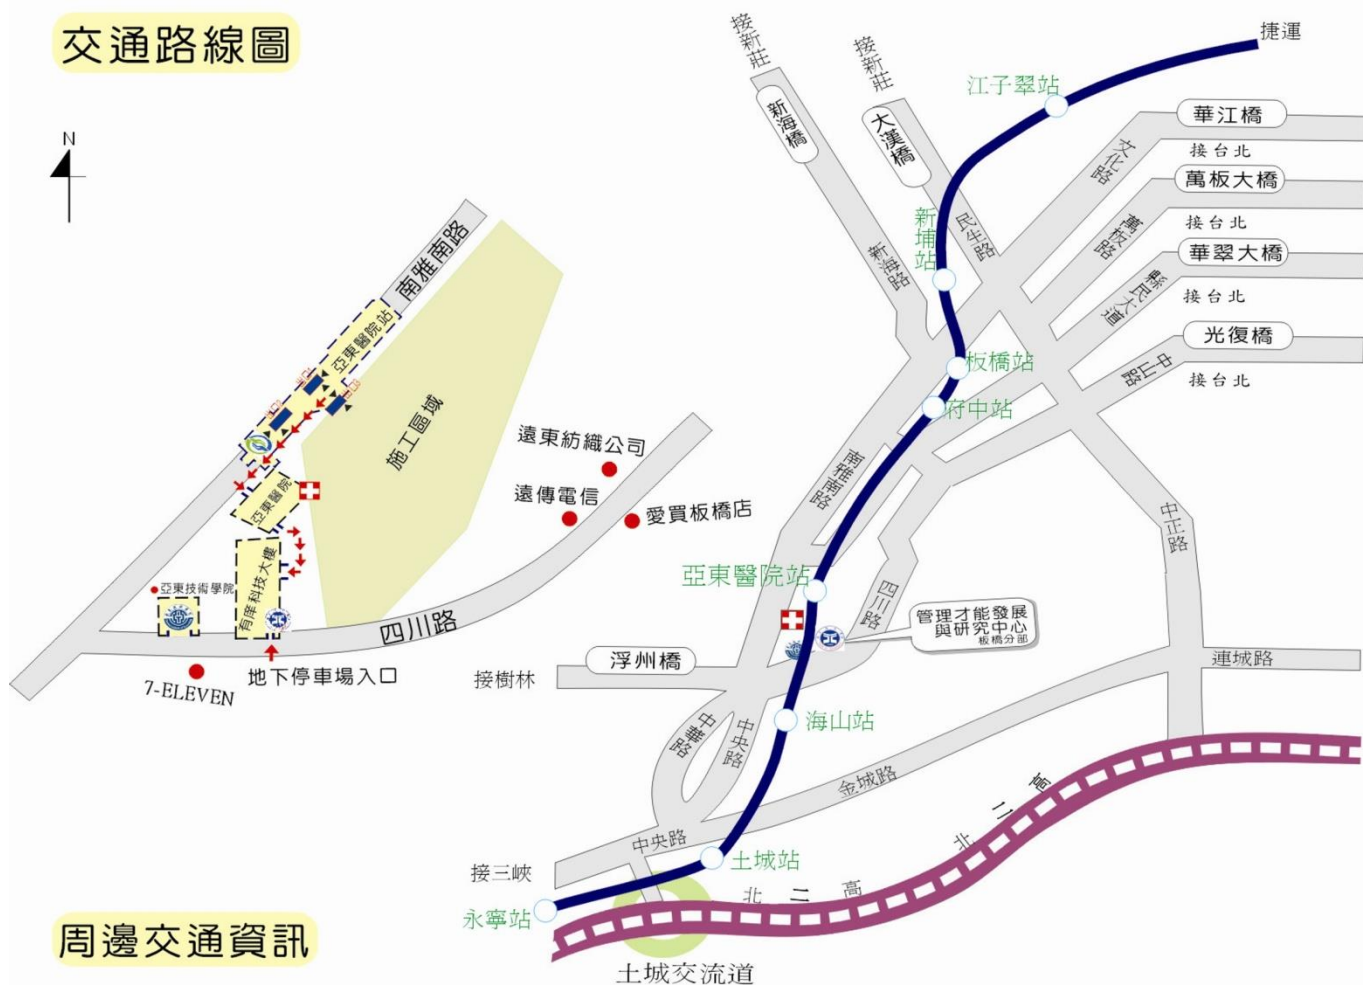 交通路線圖
N
南雅南路
亞東醫院站
施工區域
亞東醫院
有庠科技大樓
亞東技術學院
四川路
地下停車場入口
7-ELEVEN
遠東紡織公司
遠傳電信
愛買板橋店
接新莊
新海橋
接新莊
大漢橋
捷運
江子翠站
華江橋
接台北
文化路
萬板大橋
接台北
萬板路
華翠大橋
接台北
縣民大道
光復橋
接台北
中山路
新埔站
民生路
新海路
板橋站
府中站
南雅南路
中正路
亞東醫院站
四川路
管理才能發展
與研究中心
板橋分部
浮州橋
接樹林
連城路
海山站
中華路
中央路
金城路
中央路
土城站
接三峽
永寧站
北二高
北二高
土城交流道
周邊交通資訊